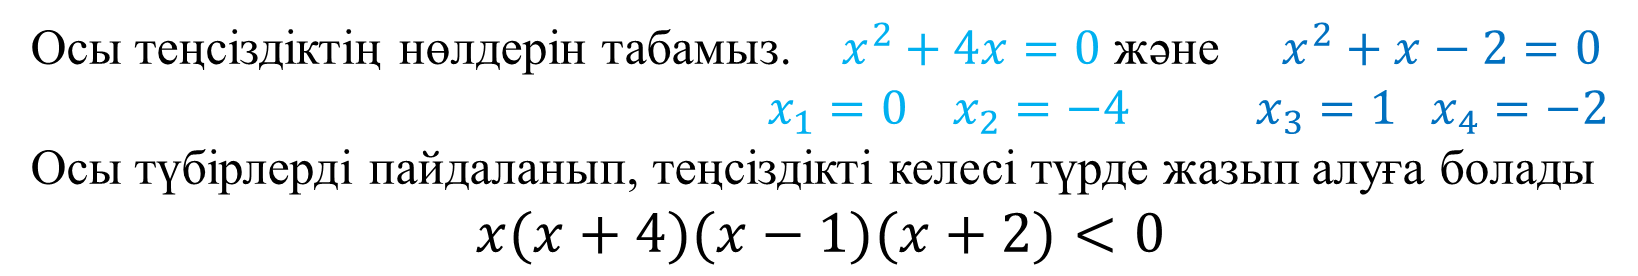 Осы теңсіздіктің нөлдерін табамыз. x² + 4x = 0 және x² + x − 2 = 0
x₁ = 0 x₂ = −4 x₃ = 1 x₄ = −2
Осы түбірлерді пайдаланып, теңсіздікті келесі түрде жазып алуға болады
x(x + 4)(x − 1)(x + 2) < 0